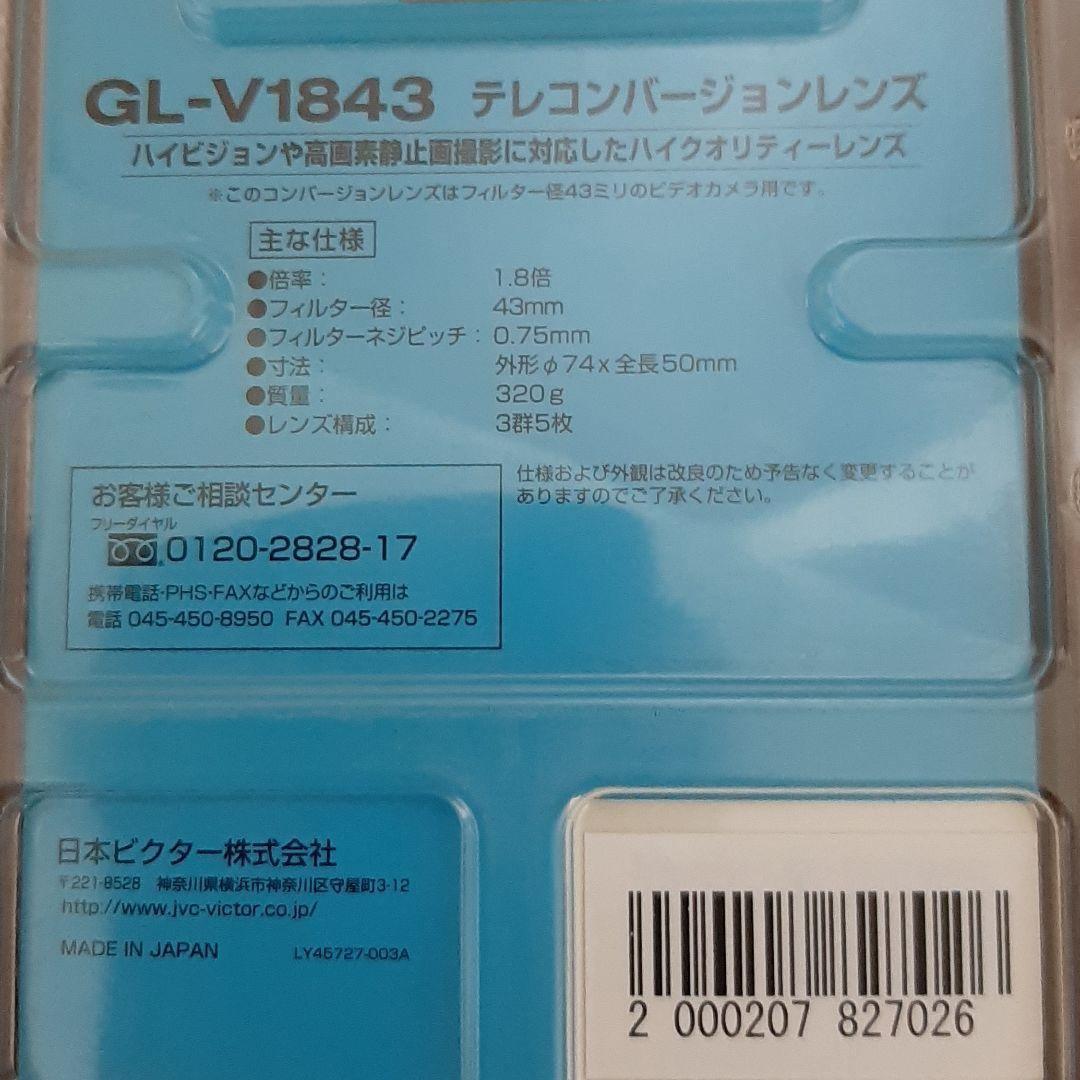 GL-V1843 テレコンバージョンレンズ
ハイビジョンや高画素静止画撮影に対応したハイクオリティーレンズ
※このコンバージョンレンズはフィルター径43ミリのビデオカメラ用です。
主な仕様
●倍率： 1.8倍
●フィルター径： 43mm
●フィルターネジピッチ： 0.75mm
●寸法： 外形φ74x全長50mm
●質量： 320g
●レンズ構成： 3群5枚
仕様および外観は改良のため予告なく変更することが
ありますのでご了承ください。
お客様ご相談センター
フリーダイヤル
0120-2828-17
携帯電話・PHS・FAXなどからのご利用は
電話 045-450-8950 FAX 045-450-2275
日本ビクター株式会社
〒221-8528 神奈川県横浜市神奈川区守屋町3-12
http://www.jvc-victor.co.jp/
MADE IN JAPAN LY45727-003A
2 000207 827026